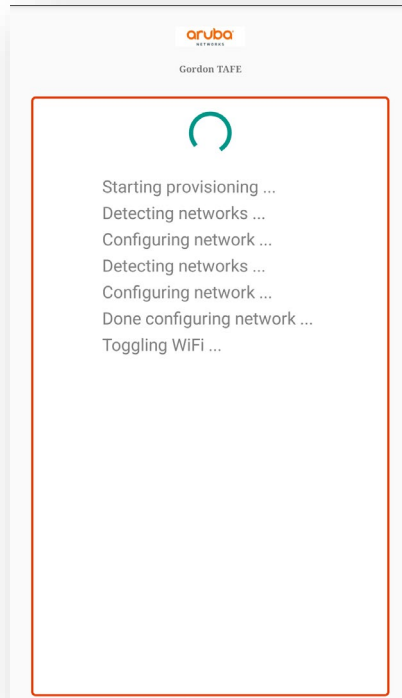 aruba
NETWORKS
Gordon TAFE
Starting provisioning ...
Detecting networks ...
Configuring network ...
Detecting networks ...
Configuring network ...
Done configuring network ...
Toggling WiFi ...